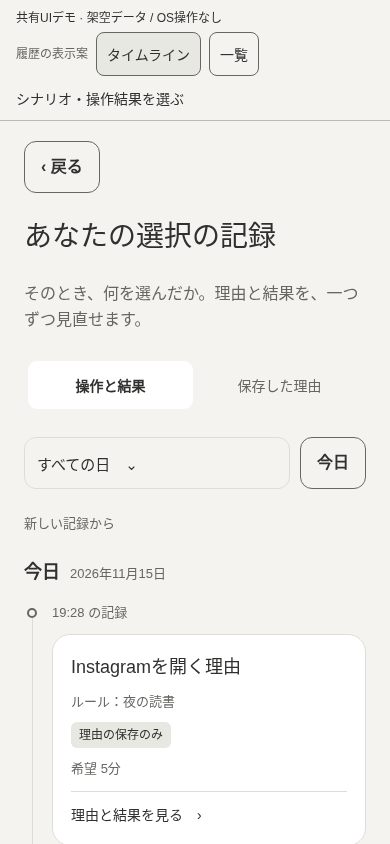 共有UIデモ · 架空データ / OS操作なし
履歴の表示案 タイムライン 一覧
シナリオ・操作結果を選ぶ
‹ 戻る
あなたの選択の記録
そのとき、何を選んだか。理由と結果を、一つ
ずつ見直せます。
操作と結果 保存した理由
すべての日 今日
新しい記録から
今日 2026年11月15日
19:28 の記録
Instagramを開く理由
ルール：夜の読書
理由の保存のみ
希望 5分
理由と結果を見る ›